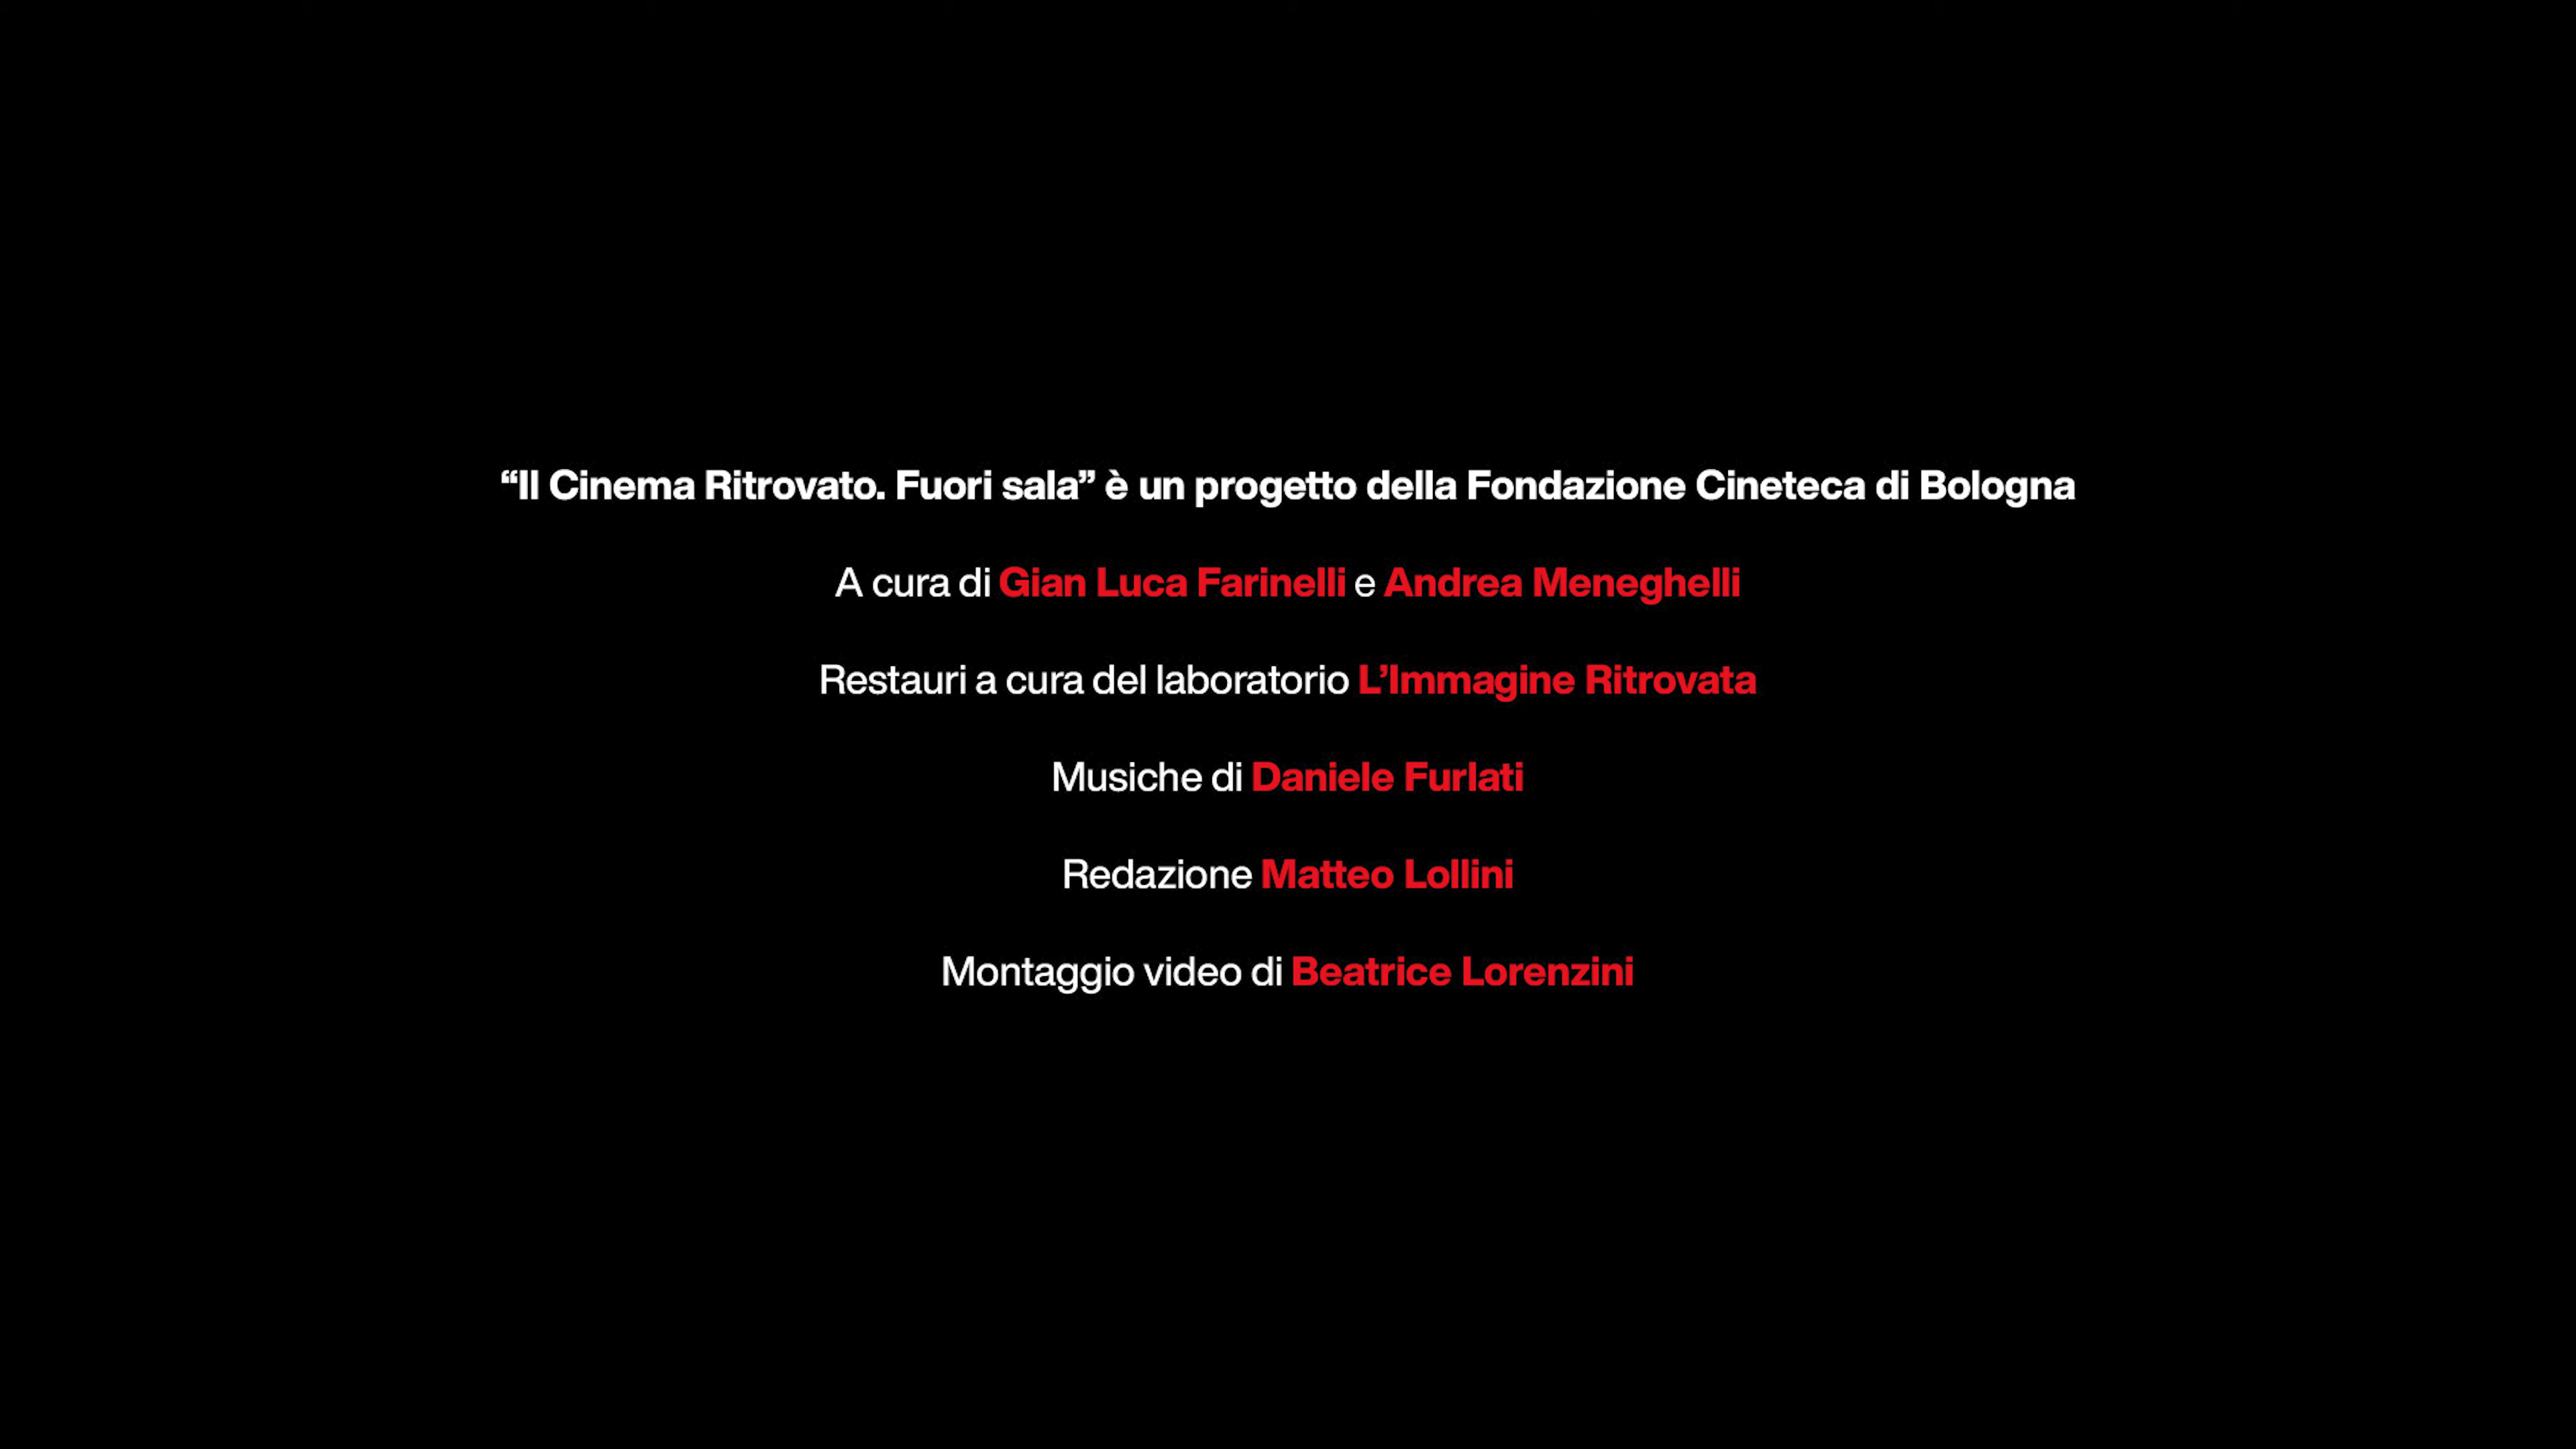 “Il Cinema Ritrovato. Fuori sala” è un progetto della Fondazione Cineteca di Bologna
A cura di Gian Luca Farinelli e Andrea Meneghelli
Restauri a cura del laboratorio L’Immagine Ritrovata
Musiche di Daniele Furlati
Redazione Matteo Lollini
Montaggio video di Beatrice Lorenzini